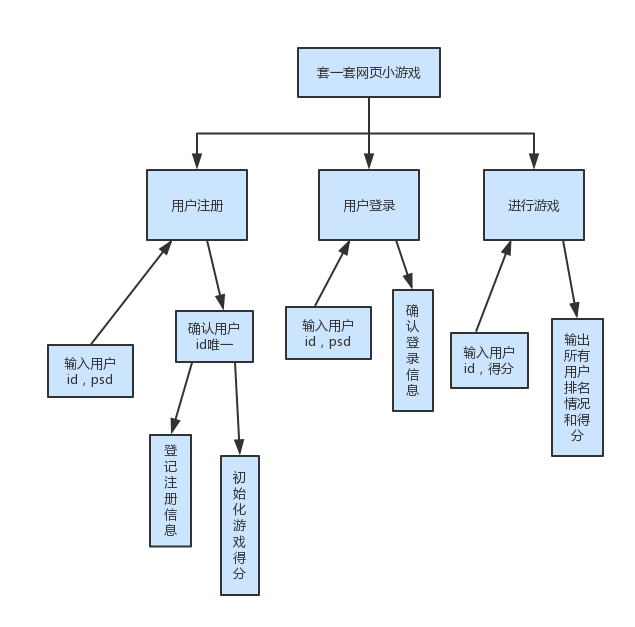 套一套网页小游戏
用户注册
用户登录
进行游戏
输入用户
id，psd
确认用户
id唯一
登
记
注
册
信
息
初
始
化
游
戏
得
分
输入用户
id，psd
确
认
登
录
信
息
输入用户
id，得分
输出
所有
用户
排名
情况
和得
分